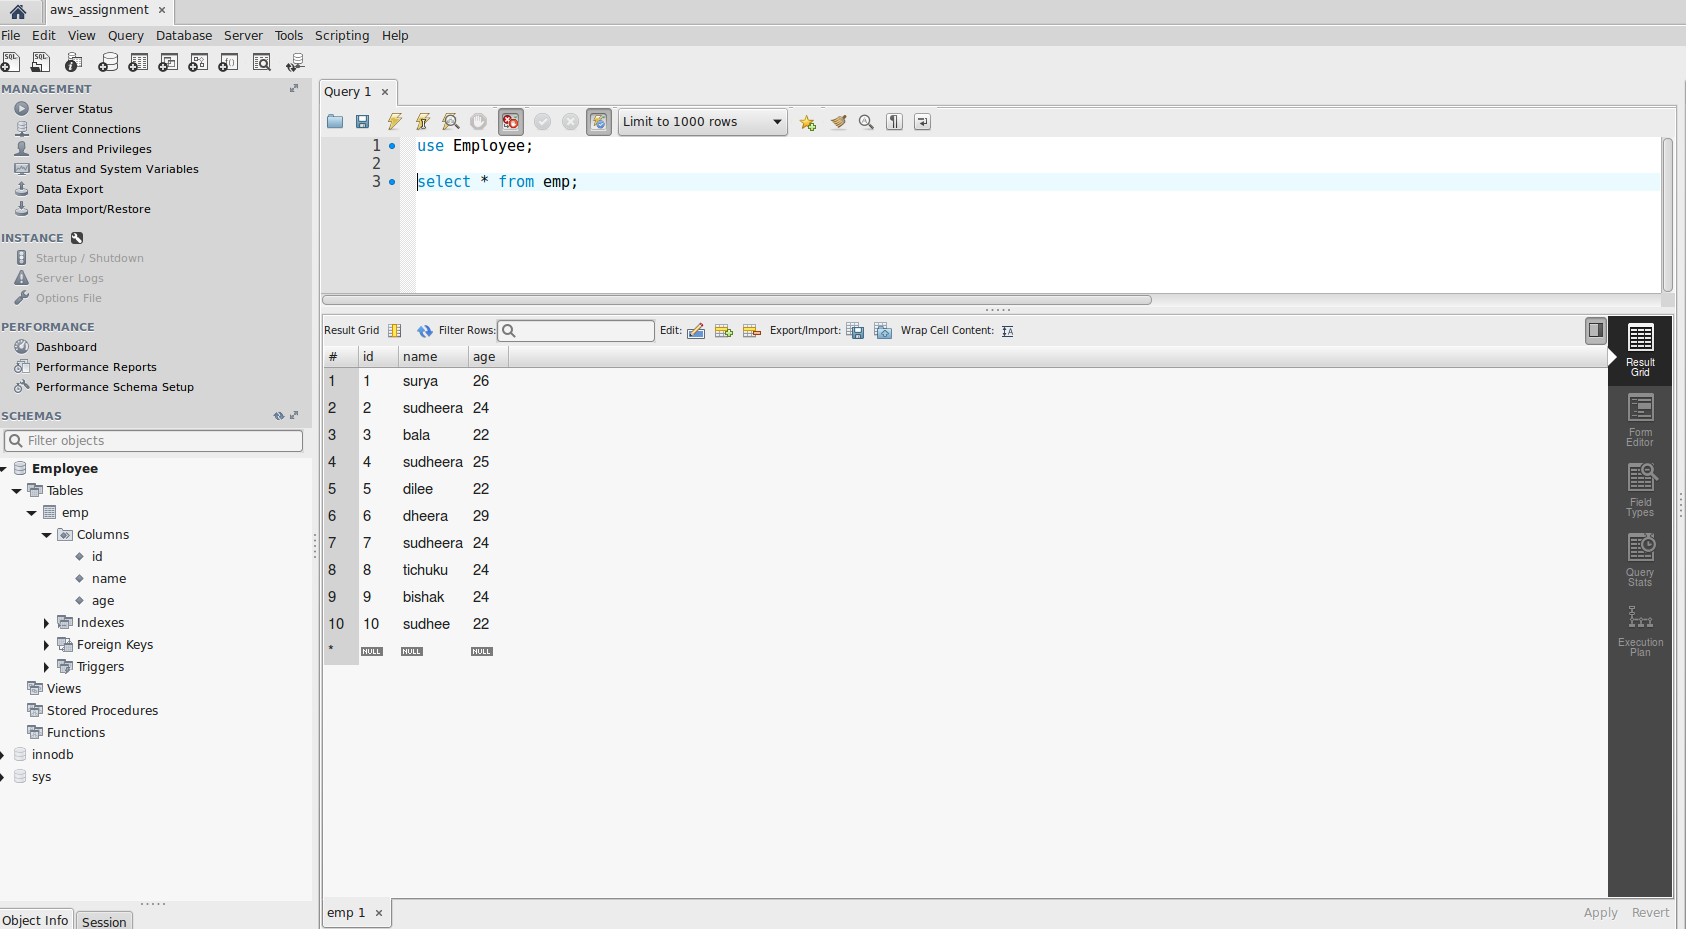 aws_assignment ×
File Edit View Query Database Server Tools Scripting Help
MANAGEMENT
Server Status
Client Connections
Users and Privileges
Status and System Variables
Data Export
Data Import/Restore
INSTANCE
Startup / Shutdown
Server Logs
Options File
PERFORMANCE
Dashboard
Performance Reports
Performance Schema Setup
SCHEMAS
Filter objects
Employee
Tables
emp
Columns
id
name
age
Indexes
Foreign Keys
Triggers
Views
Stored Procedures
Functions
innodb
sys
Object Info Session
Query 1 ×
Limit to 1000 rows
1 use Employee;
2
3 select * from emp;
Result Grid Filter Rows: Edit: Export/Import: Wrap Cell Content:
# id name age
1 1 surya 26
2 2 sudheera 24
3 3 bala 22
4 4 sudheera 25
5 5 dilee 22
6 6 dheera 29
7 7 sudheera 24
8 8 tichuku 24
9 9 bishak 24
10 10 sudhee 22
* NULL NULL NULL
Result
Grid
Form
Editor
Field
Types
Query
Stats
Execution
Plan
emp 1 ×
Apply Revert